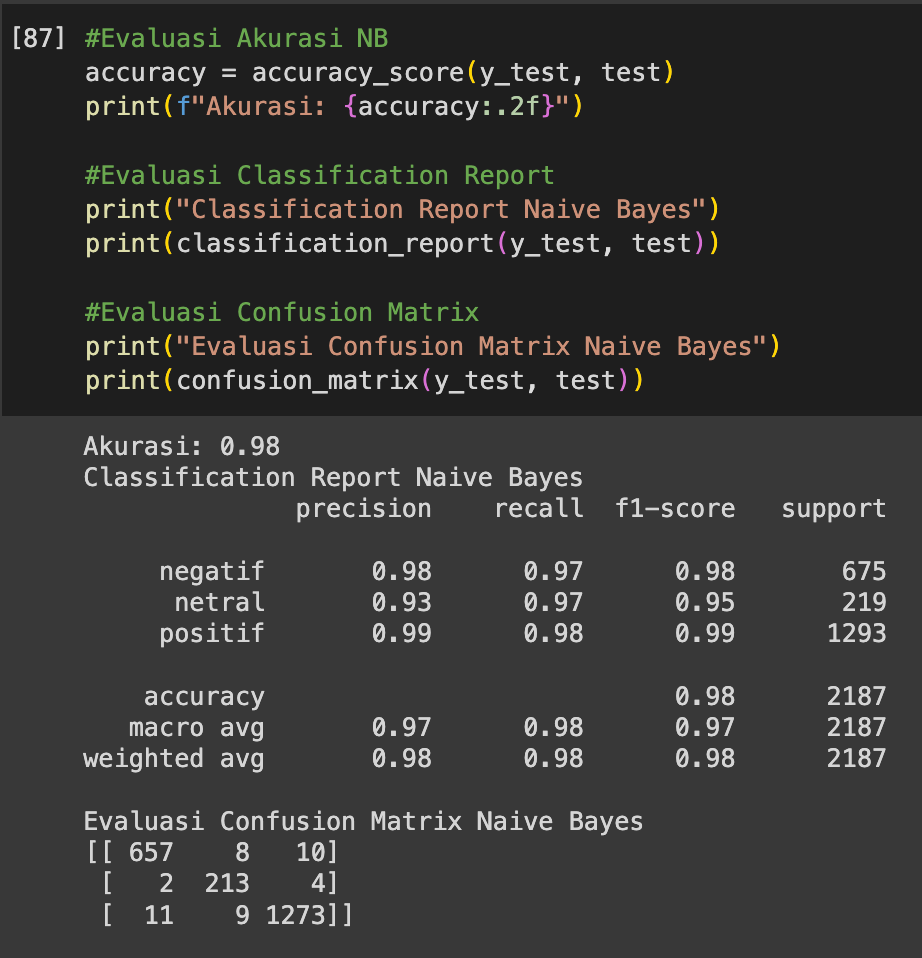 [87] #Evaluasi Akurasi NB
accuracy = accuracy_score(y_test, test)
print(f"Akurasi: {accuracy:.2f}")
#Evaluasi Classification Report
print("Classification Report Naive Bayes")
print(classification_report(y_test, test))
#Evaluasi Confusion Matrix
print("Evaluasi Confusion Matrix Naive Bayes")
print(confusion_matrix(y_test, test))
Akurasi: 0.98
Classification Report Naive Bayes
precision recall f1-score support
negatif 0.98 0.97 0.98 675
netral 0.93 0.97 0.95 219
positif 0.99 0.98 0.99 1293
accuracy 0.98 2187
macro avg 0.97 0.98 0.97 2187
weighted avg 0.98 0.98 0.98 2187
Evaluasi Confusion Matrix Naive Bayes
[[ 657 8 10]
[ 2 213 4]
[ 11 9 1273]]